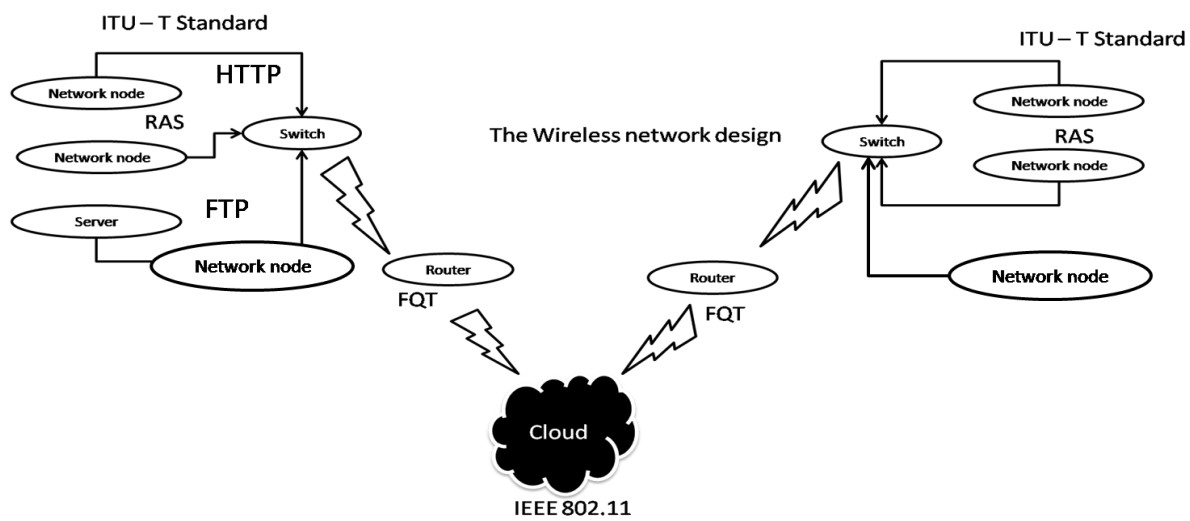 ITU – T Standard
ITU – T Standard
HTTP
Network node
Network node
RAS
Switch
The Wireless network design
Switch
RAS
Network node
Network node
Server
FTP
Network node
Router
Router
Network node
FQT
FQT
Cloud
IEEE 802.11